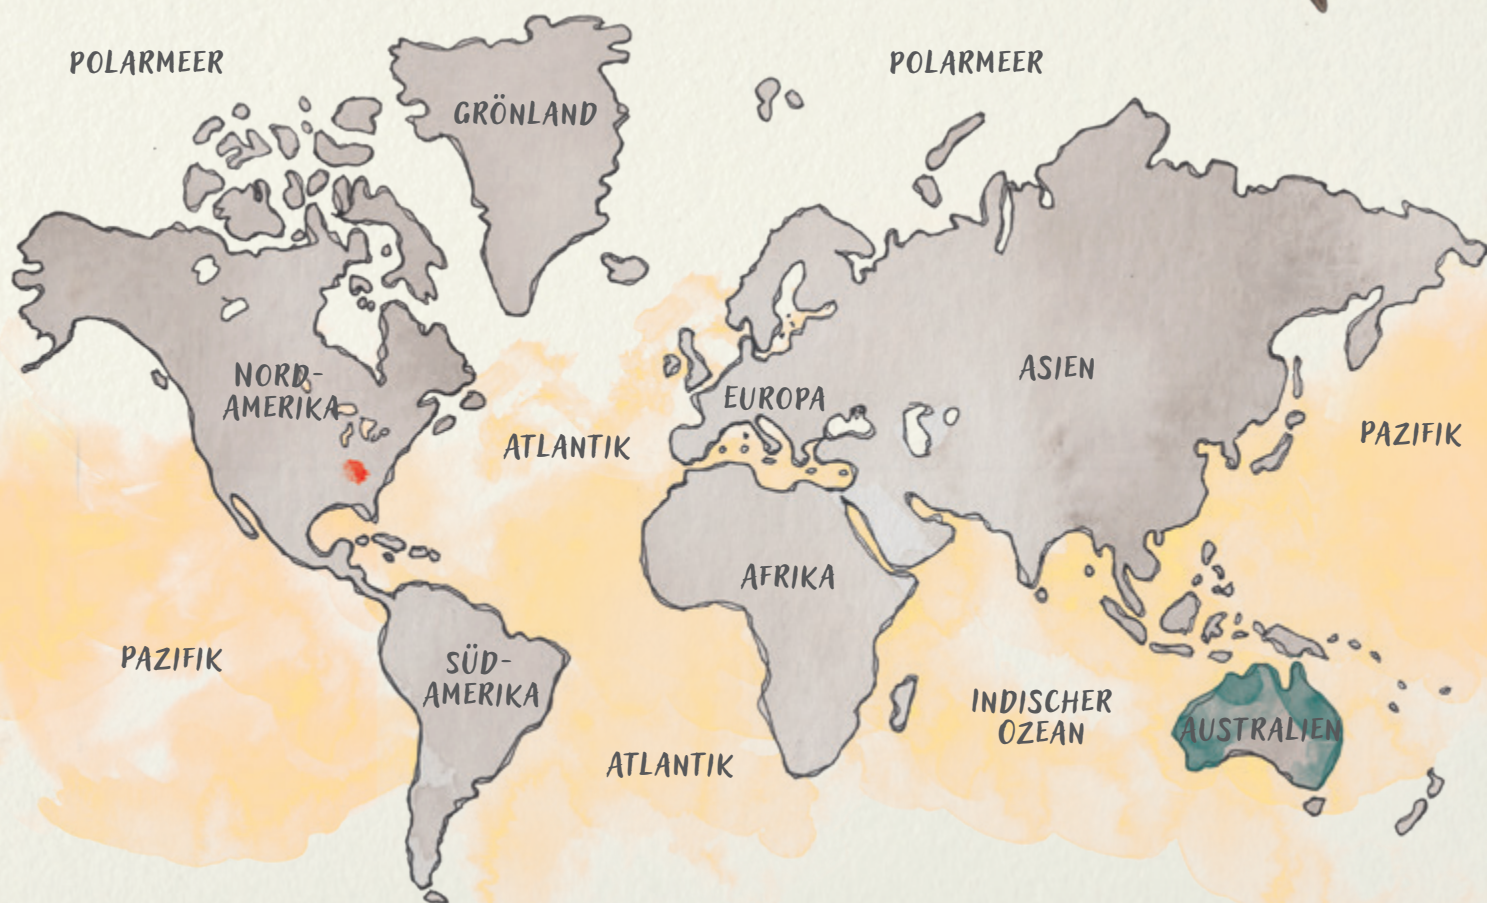 POLARMEER
POLARMEER
GRÖNLAND
NORD-
AMERIKA
ASIEN
EUROPA
ATLANTIK
PAZIFIK
AFRIKA
PAZIFIK
SÜD-
AMERIKA
INDISCHER
OZEAN
AUSTRALIEN
ATLANTIK